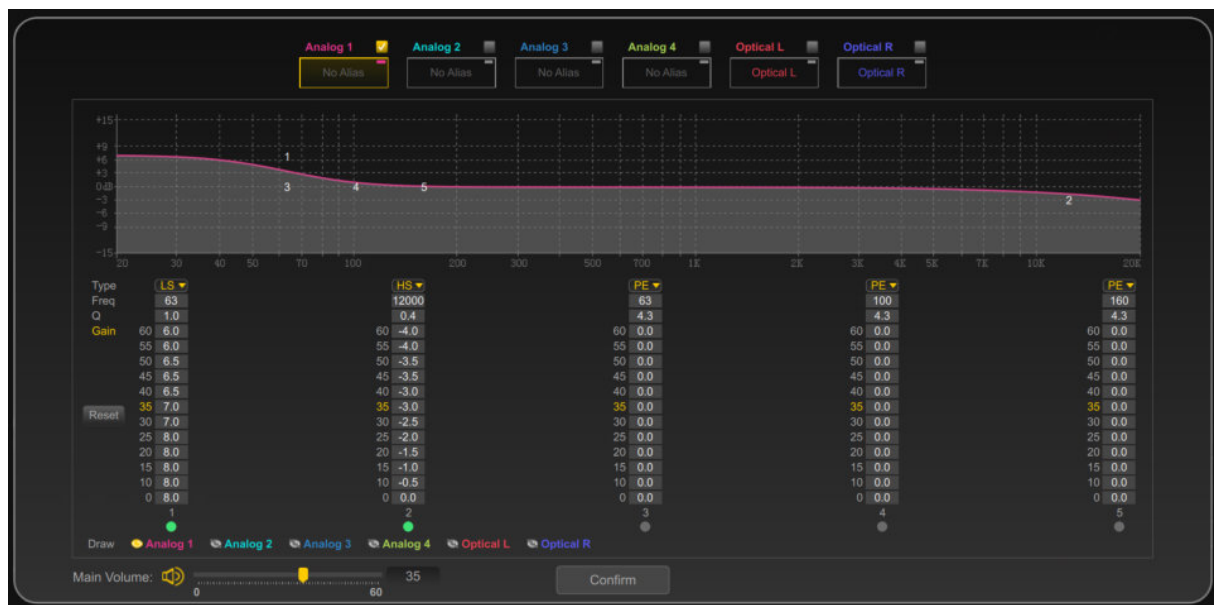 Analog 1 Analog 2 Analog 3 Analog 4 Optical L Optical R
No Alias No Alias No Alias No Alias Optical L Optical R
+15
+9
+6
1
+3
0dB 3 4 5
-3 2
-6
-9
-15
20 30 40 50 70 100 200 300 500 700 1K 2K 3K 4K 5K 7K 10K 20K
Type LS HS PE PE PE
Freq 63 12000 63 100 160
Q 1.0 0.4 4.3 4.3 4.3
Gain 60 6.0 60 -4.0 60 0.0 60 0.0 60 0.0
55 6.0 55 -4.0 55 0.0 55 0.0 55 0.0
50 6.5 50 -3.5 50 0.0 50 0.0 50 0.0
45 6.5 45 -3.5 45 0.0 45 0.0 45 0.0
40 6.5 40 -3.0 40 0.0 40 0.0 40 0.0
Reset 35 7.0 35 -3.0 35 0.0 35 0.0 35 0.0
30 7.0 30 -2.5 30 0.0 30 0.0 30 0.0
25 8.0 25 -2.0 25 0.0 25 0.0 25 0.0
20 8.0 20 -1.5 20 0.0 20 0.0 20 0.0
15 8.0 15 -1.0 15 0.0 15 0.0 15 0.0
10 8.0 10 -0.5 10 0.0 10 0.0 10 0.0
0 8.0 0 0.0 0 0.0 0 0.0 0 0.0
1 2 3 4 5
Draw Analog 1 Analog 2 Analog 3 Analog 4 Optical L Optical R
Main Volume: 35 Confirm
0 60